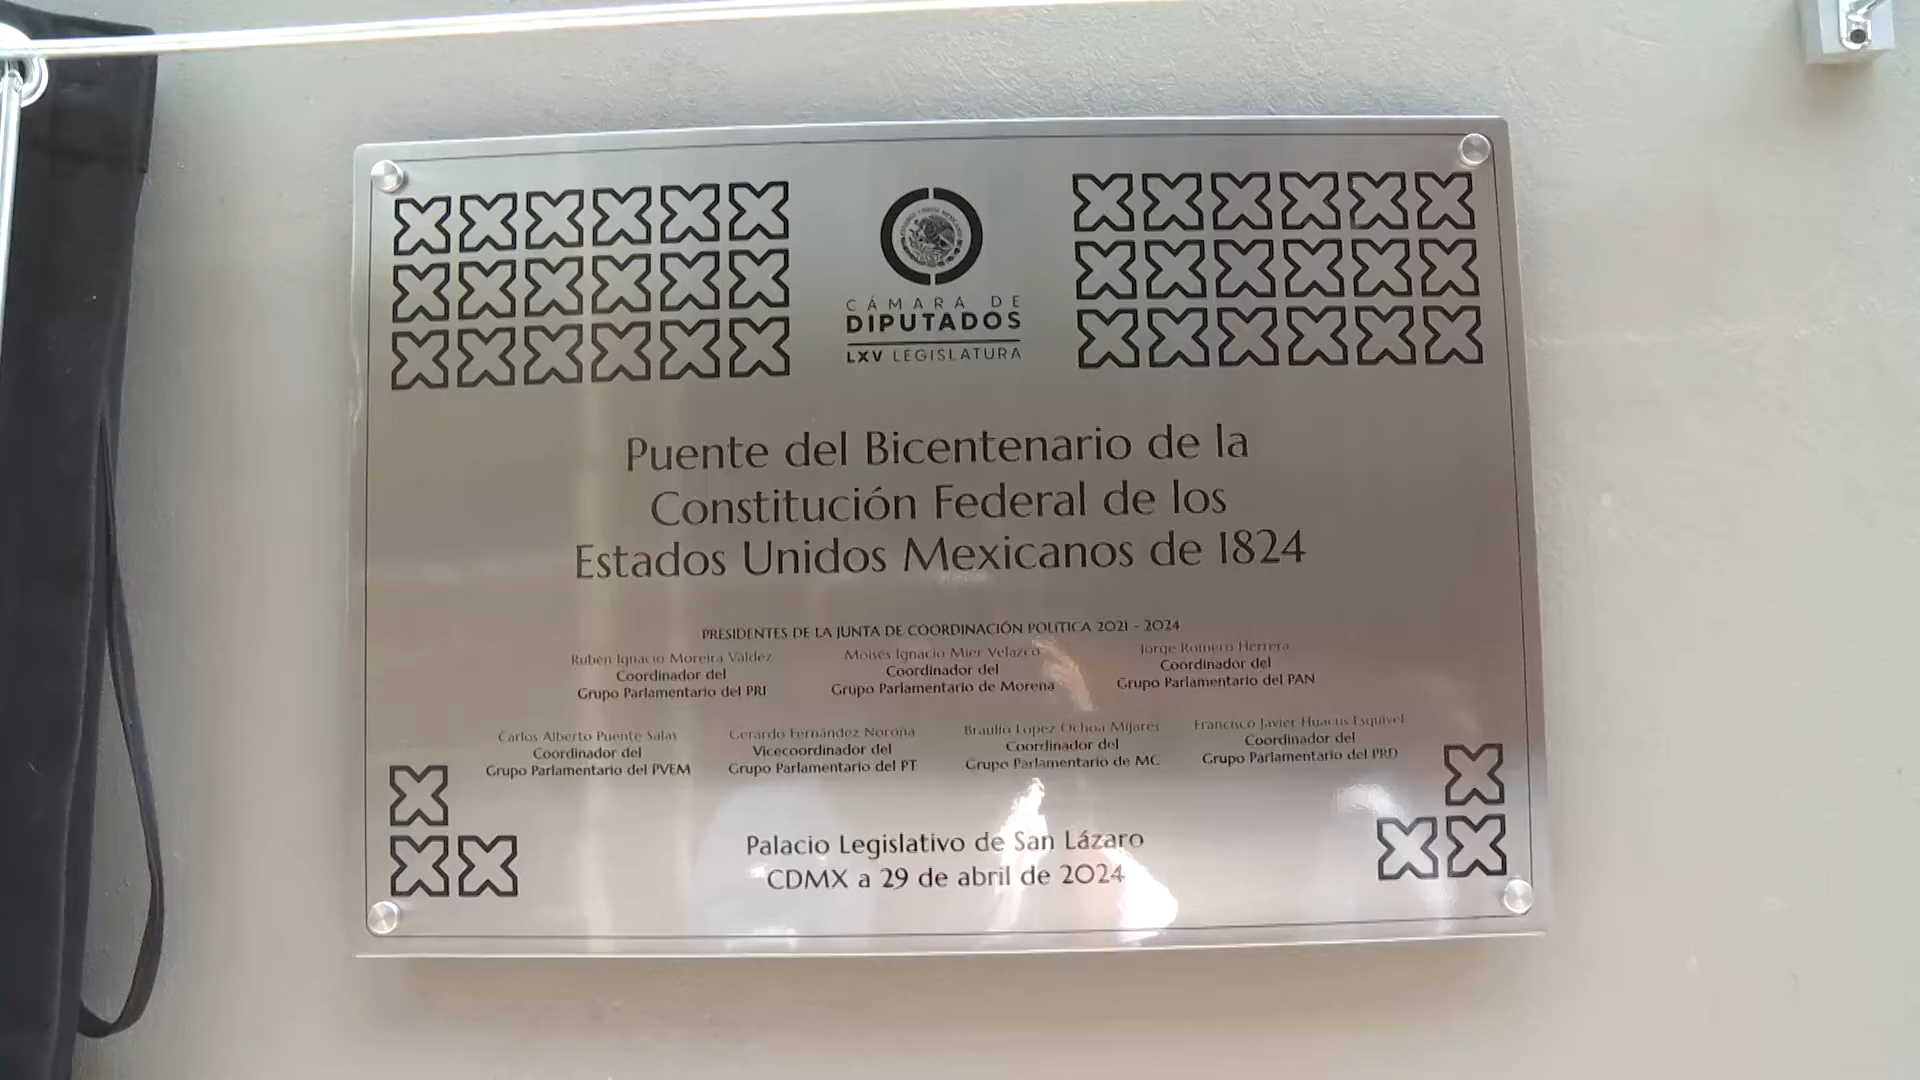 CÁMARA DE
DIPUTADOS
LXV LEGISLATURA
Puente del Bicentenario de la
Constitución Federal de los
Estados Unidos Mexicanos de 1824
PRESIDENTES DE LA JUNTA DE COORDINACIÓN POLÍTICA 2021 - 2024
Rubén Ignacio Moreira Valdez
Coordinador del
Grupo Parlamentario del PRI
Moisés Ignacio Mier Velazco
Coordinador del
Grupo Parlamentario de Morena
Jorge Romero Herrera
Coordinador del
Grupo Parlamentario del PAN
Carlos Alberto Puente Salas
Coordinador del
Grupo Parlamentario del PVEM
Gerardo Fernández Noroña
Vicecoordinador del
Grupo Parlamentario del PT
Braulio López Ochoa Mijares
Coordinador del
Grupo Parlamentario de MC
Francisco Javier Huacus Esquivel
Coordinador del
Grupo Parlamentario del PRD
Palacio Legislativo de San Lázaro
CDMX a 29 de abril de 2024